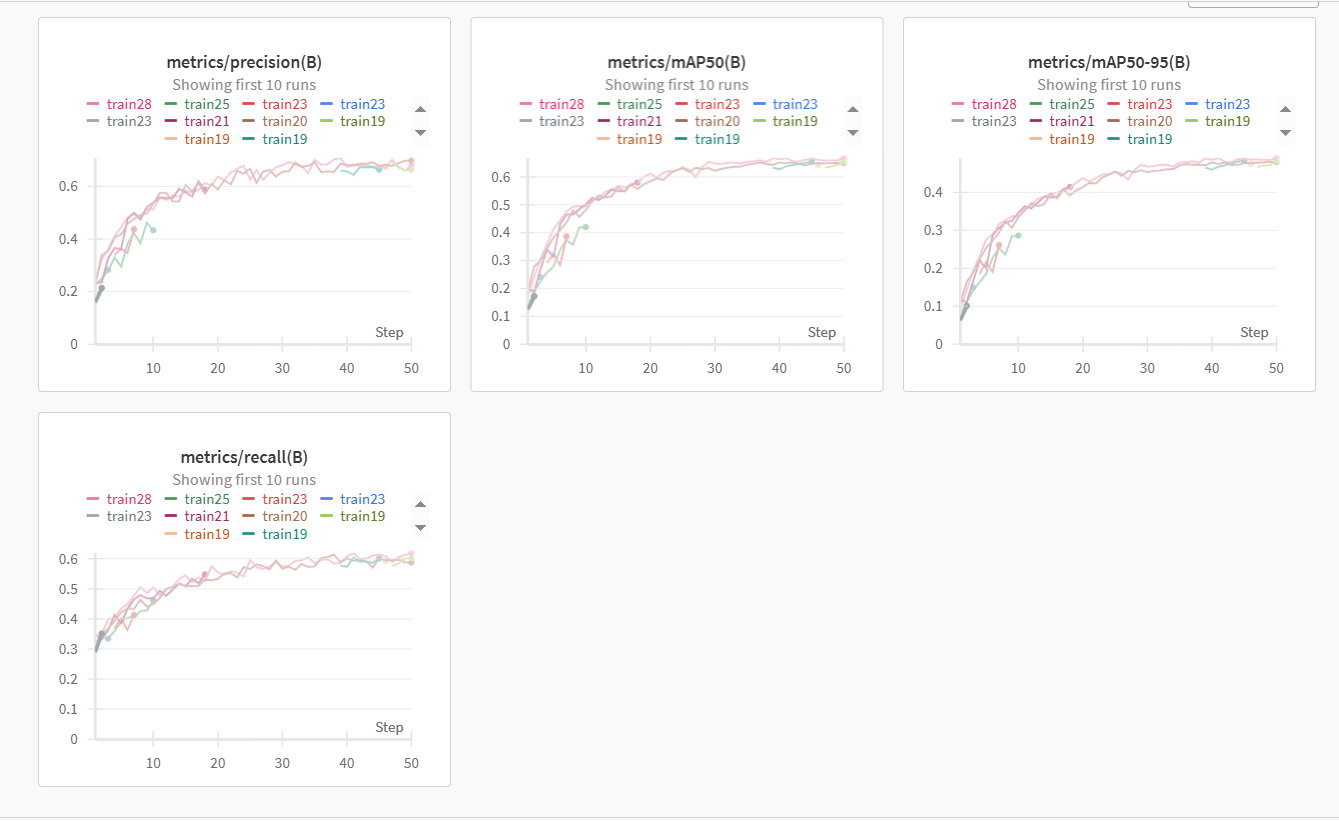 metrics/precision(B)
Showing first 10 runs
train28 train25 train23 train23
train23 train21 train20 train19
train19 train19
0.6
0.4
0.2
0
Step
10 20 30 40 50
metrics/mAP50(B)
Showing first 10 runs
train28 train25 train23 train23
train23 train21 train20 train19
train19 train19
0.6
0.5
0.4
0.3
0.2
0.1
0
Step
10 20 30 40 50
metrics/mAP50-95(B)
Showing first 10 runs
train28 train25 train23 train23
train23 train21 train20 train19
train19 train19
0.4
0.3
0.2
0.1
0
Step
10 20 30 40 50
metrics/recall(B)
Showing first 10 runs
train28 train25 train23 train23
train23 train21 train20 train19
train19 train19
0.6
0.5
0.4
0.3
0.2
0.1
0
Step
10 20 30 40 50